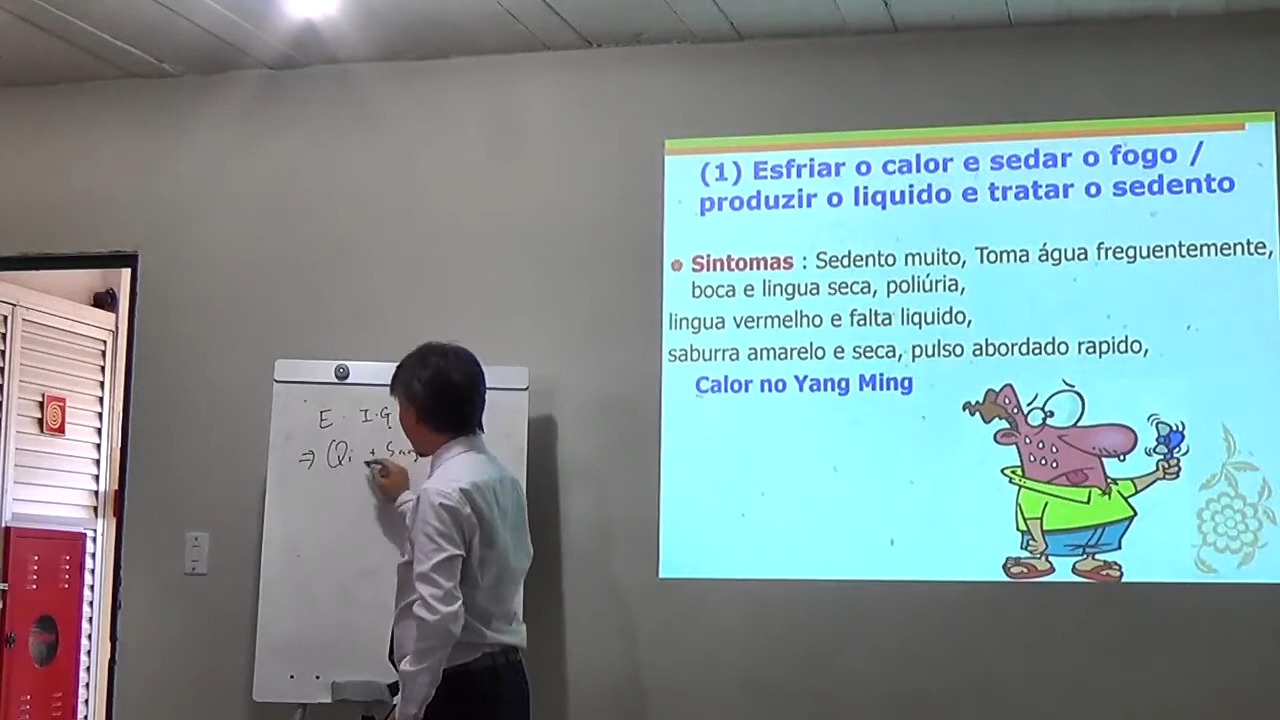 E · I·G
⇒ Qi +
(1) Esfriar o calor e sedar o fogo /
produzir o liquido e tratar o sedento
Sintomas : Sedento muito, Toma água freguentemente,
boca e lingua seca, poliúria,
lingua vermelho e falta liquido,
saburra amarelo e seca, pulso abordado rapido,
Calor no Yang Ming